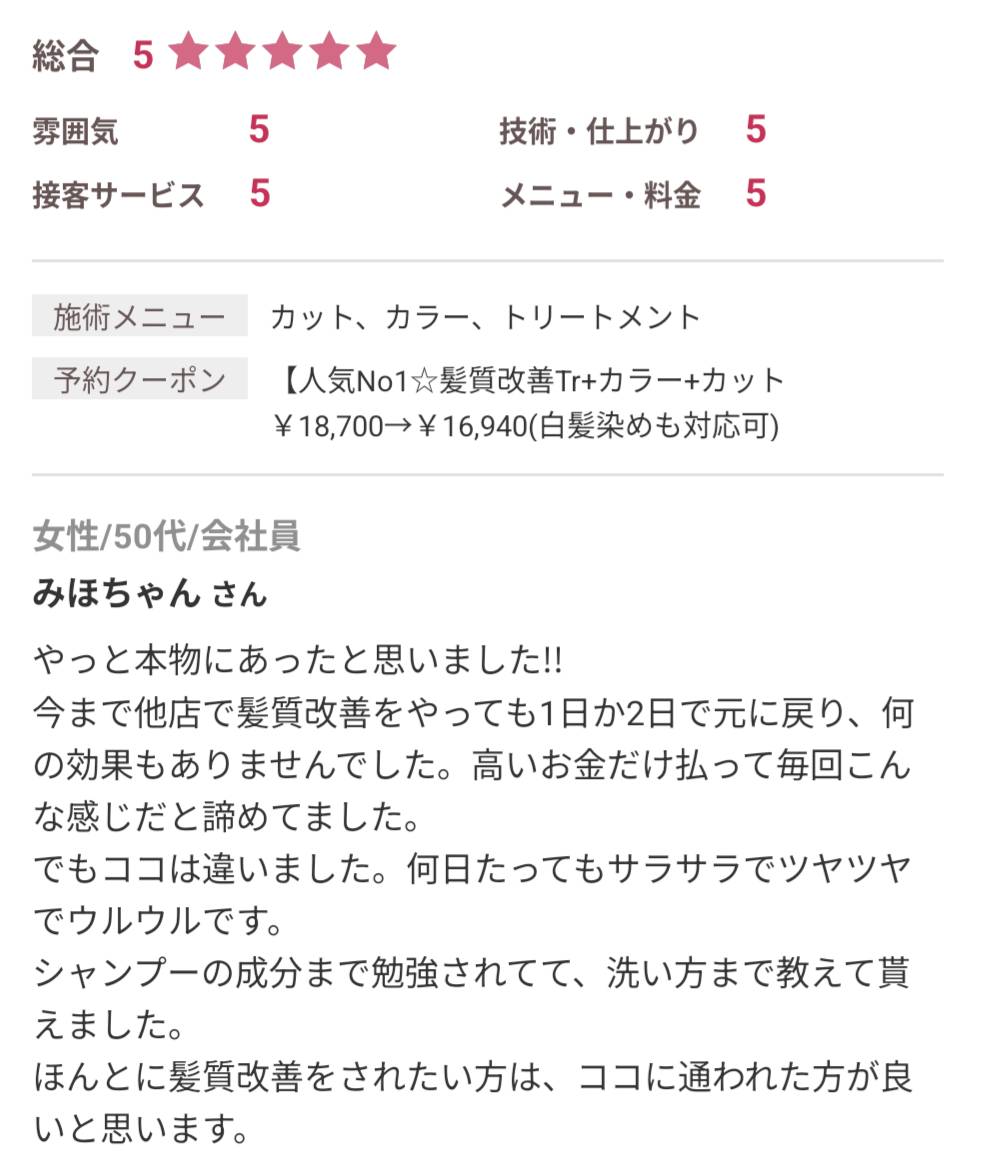 総合 5 ★★★★★
雰囲気 5 技術・仕上がり 5
接客サービス 5 メニュー・料金 5
施術メニュー カット、カラー、トリートメント
予約クーポン 【人気No1☆髪質改善Tr+カラー+カット
￥18,700→￥16,940(白髪染めも対応可)
女性/50代/会社員
みほちゃん さん
やっと本物にあったと思いました!!
今まで他店で髪質改善をやっても1日か2日で元に戻り、何
の効果もありませんでした。高いお金だけ払って毎回こん
な感じだと諦めてました。
でもココは違いました。何日たってもサラサラでツヤツヤ
でウルウルです。
シャンプーの成分まで勉強されてて、洗い方まで教えて貰
えました。
ほんとに髪質改善をされたい方は、ココに通われた方が良
いと思います。